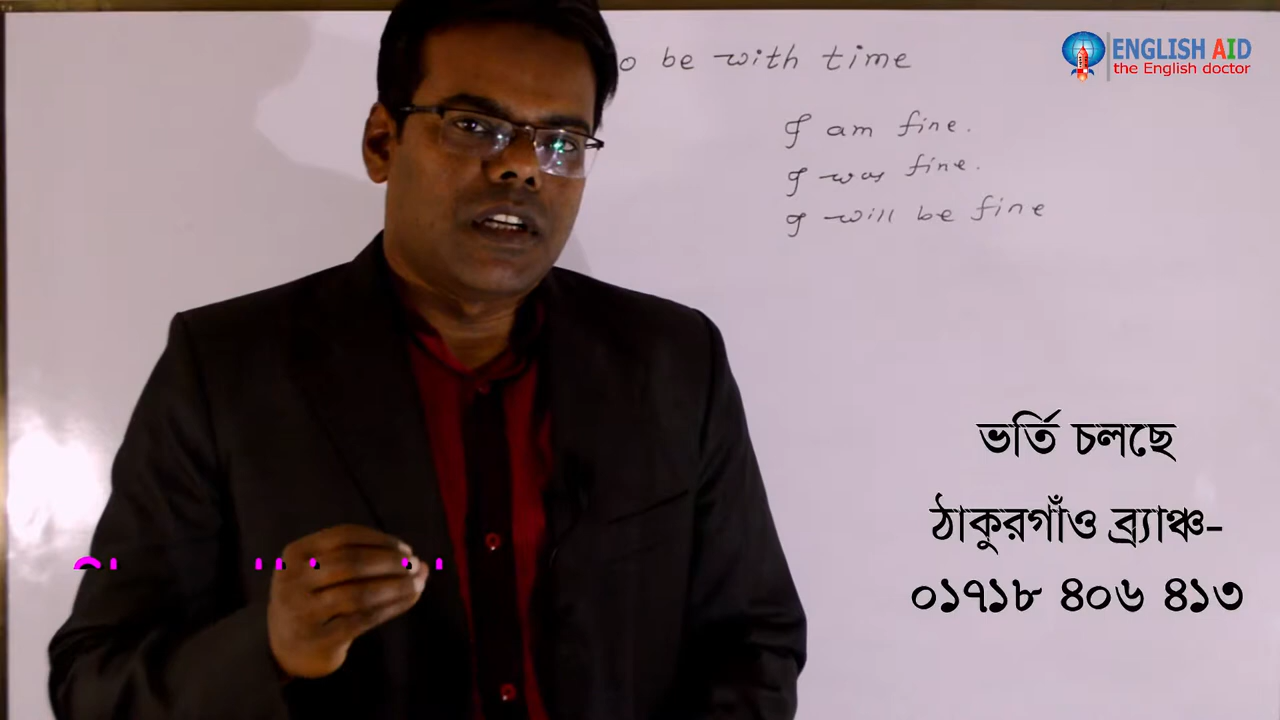 ENGLISH AID
the English doctor
o be with time
I am fine.
I was fine.
I will be fine
ভর্তি চলছে
ঠাকুরগাঁও ব্র্যাঞ্চ-
০১৭১৮ ৪০৬ ৪১৩